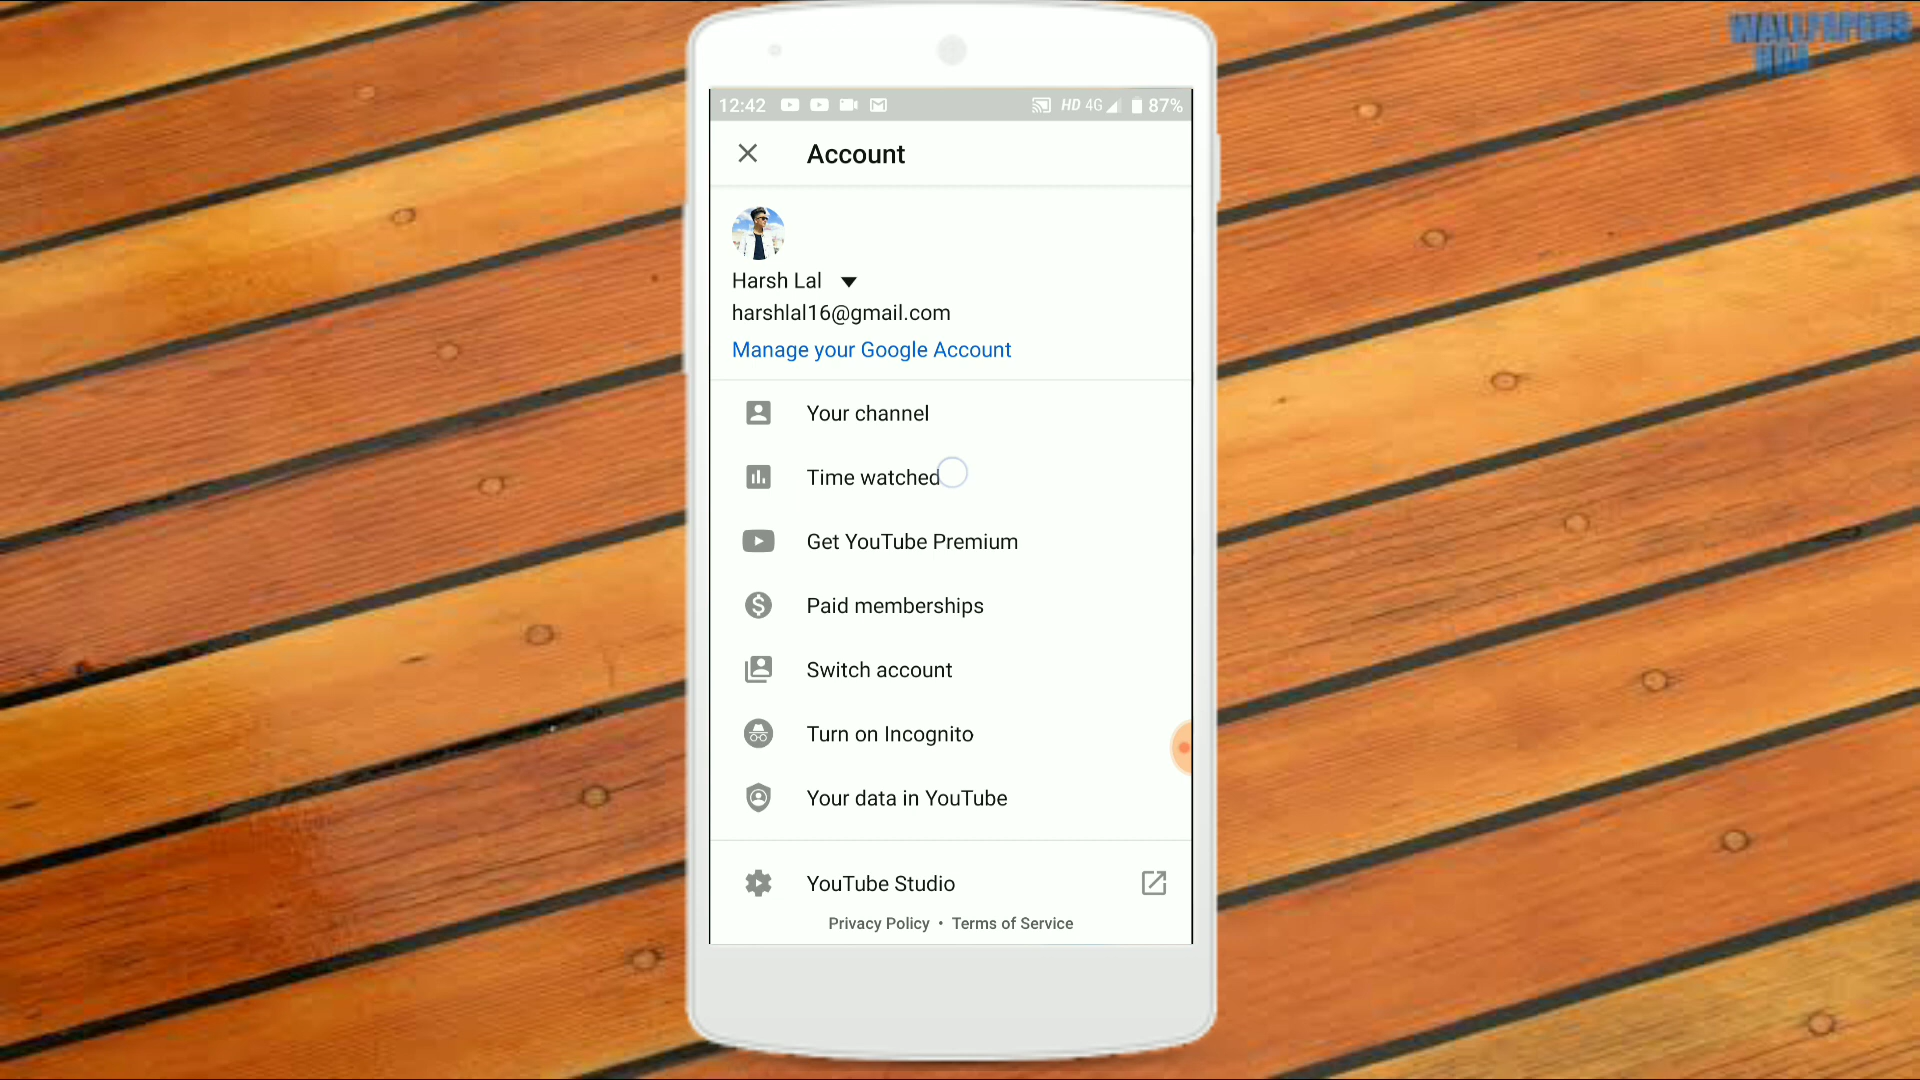 WALLPAPERS
WIDE
12:42 HD 4G 87%
Account
Harsh Lal
harshlal16@gmail.com
Manage your Google Account
Your channel
Time watched
Get YouTube Premium
Paid memberships
Switch account
Turn on Incognito
Your data in YouTube
YouTube Studio
Privacy Policy • Terms of Service